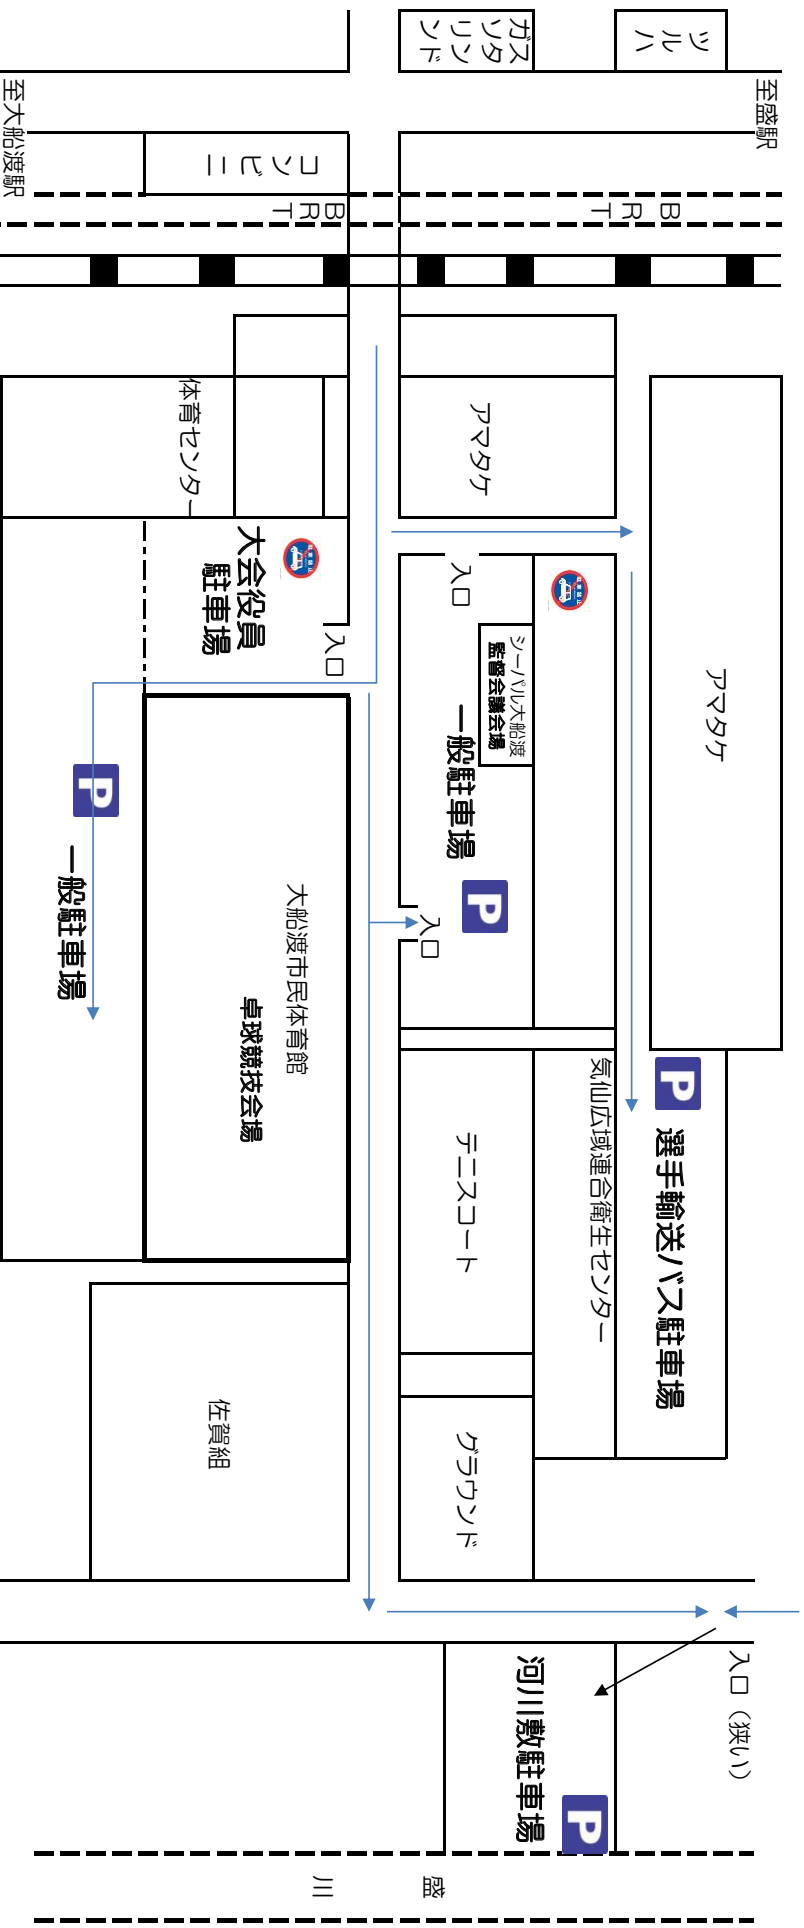 ツルハ
ガソリン
スタンド
至盛駅
至大船渡駅
コンビニ
BRT
BRT
アマタケ
アマタケ
体育センター
大会役員
駐車場
入口
入口
シーパル大船渡
監督会議会場
一般駐車場
P
入口
P
一般駐車場
大船渡市民体育館
卓球競技会場
気仙広域連合衛生センター
P
選手輸送バス駐車場
テニスコート
グラウンド
佐賀組
入口（狭い）
河川敷駐車場
P
盛川